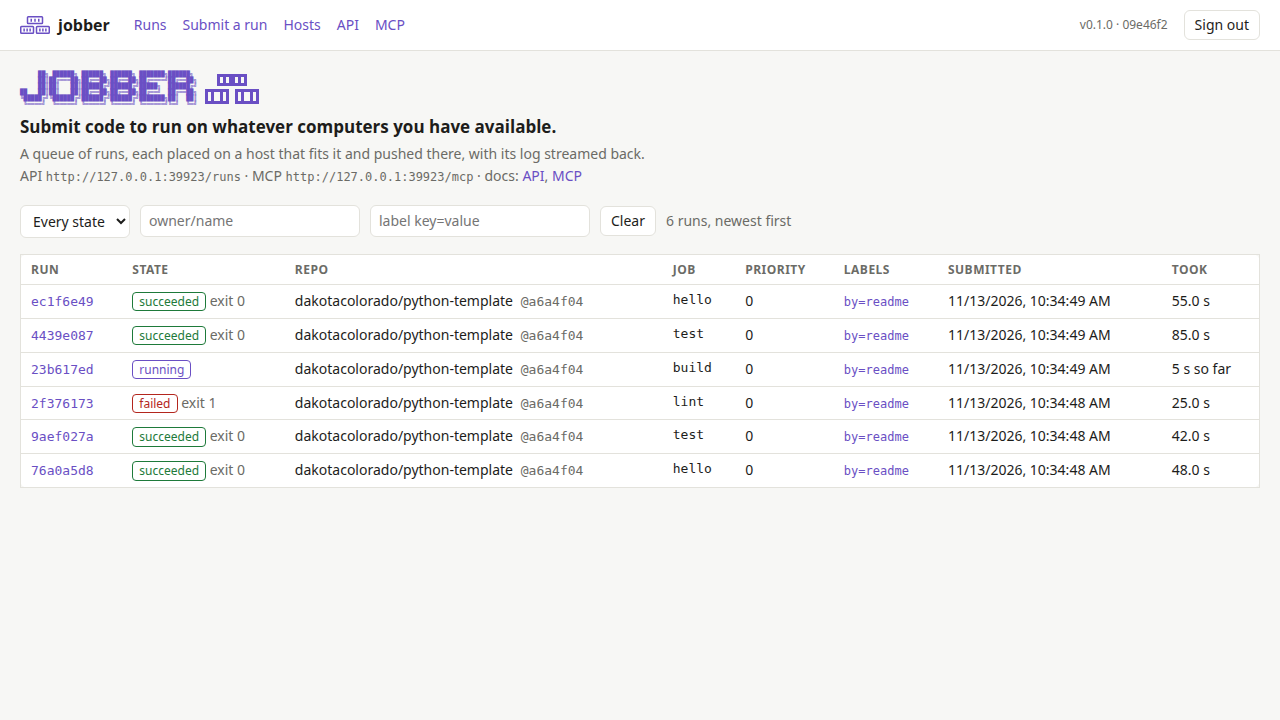 jobber Runs Submit a run Hosts API MCP v0.1.0 · 09e46f2 Sign out
JOBBER
Submit code to run on whatever computers you have available.
A queue of runs, each placed on a host that fits it and pushed there, with its log streamed back.
API http://127.0.0.1:39923/runs · MCP http://127.0.0.1:39923/mcp · docs: API, MCP
Every state owner/name label key=value Clear 6 runs, newest first
RUN STATE REPO JOB PRIORITY LABELS SUBMITTED TOOK
ec1f6e49 succeeded exit 0 dakotacolorado/python-template @a6a4f04 hello 0 by=readme 11/13/2026, 10:34:49 AM 55.0 s
4439e087 succeeded exit 0 dakotacolorado/python-template @a6a4f04 test 0 by=readme 11/13/2026, 10:34:49 AM 85.0 s
23b617ed running dakotacolorado/python-template @a6a4f04 build 0 by=readme 11/13/2026, 10:34:49 AM 5 s so far
2f376173 failed exit 1 dakotacolorado/python-template @a6a4f04 lint 0 by=readme 11/13/2026, 10:34:48 AM 25.0 s
9aef027a succeeded exit 0 dakotacolorado/python-template @a6a4f04 test 0 by=readme 11/13/2026, 10:34:48 AM 42.0 s
76a0a5d8 succeeded exit 0 dakotacolorado/python-template @a6a4f04 hello 0 by=readme 11/13/2026, 10:34:48 AM 48.0 s